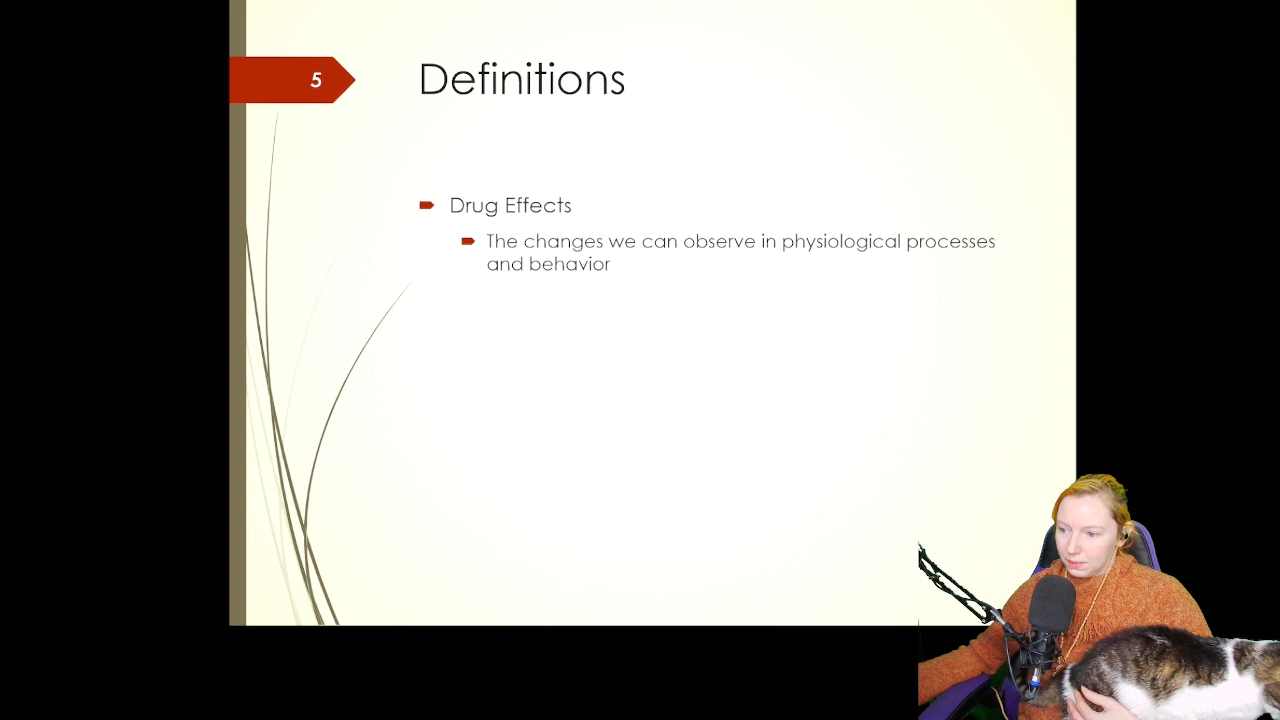 5
Definitions
Drug Effects
The changes we can observe in physiological processes
and behavior